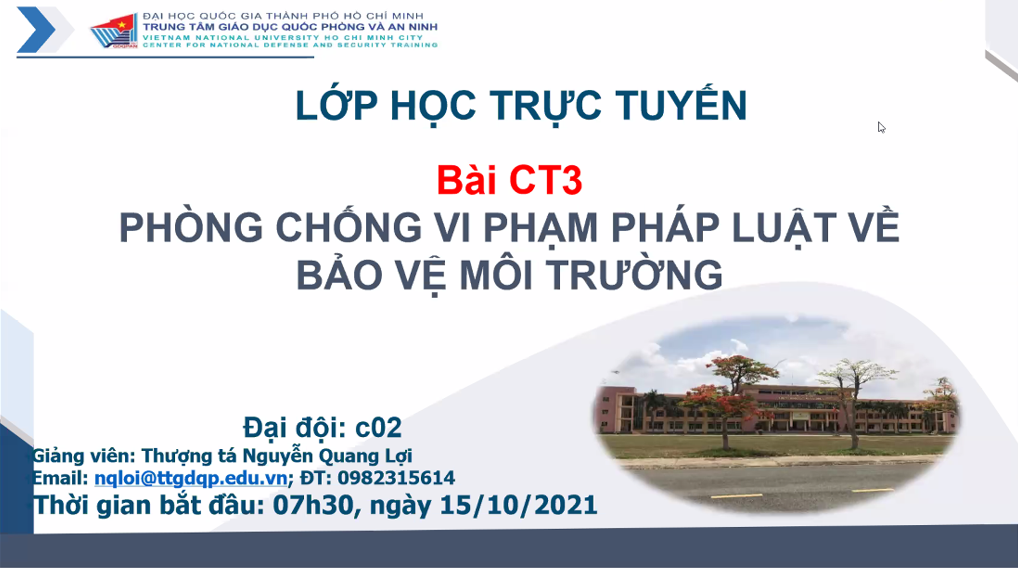 ĐẠI HỌC QUỐC GIA THÀNH PHỐ HỒ CHÍ MINH
TRUNG TÂM GIÁO DỤC QUỐC PHÒNG VÀ AN NINH
VIETNAM NATIONAL UNIVERSITY HO CHI MINH CITY
CENTER FOR NATIONAL DEFENSE AND SECURITY TRAINING
LỚP HỌC TRỰC TUYẾN
Bài CT3
PHÒNG CHỐNG VI PHẠM PHÁP LUẬT VỀ
BẢO VỆ MÔI TRƯỜNG
Đại đội: c02
Giảng viên: Thượng tá Nguyễn Quang Lợi
Email: nqloi@ttgdqp.edu.vn; ĐT: 0982315614
Thời gian bắt đâu: 07h30, ngày 15/10/2021